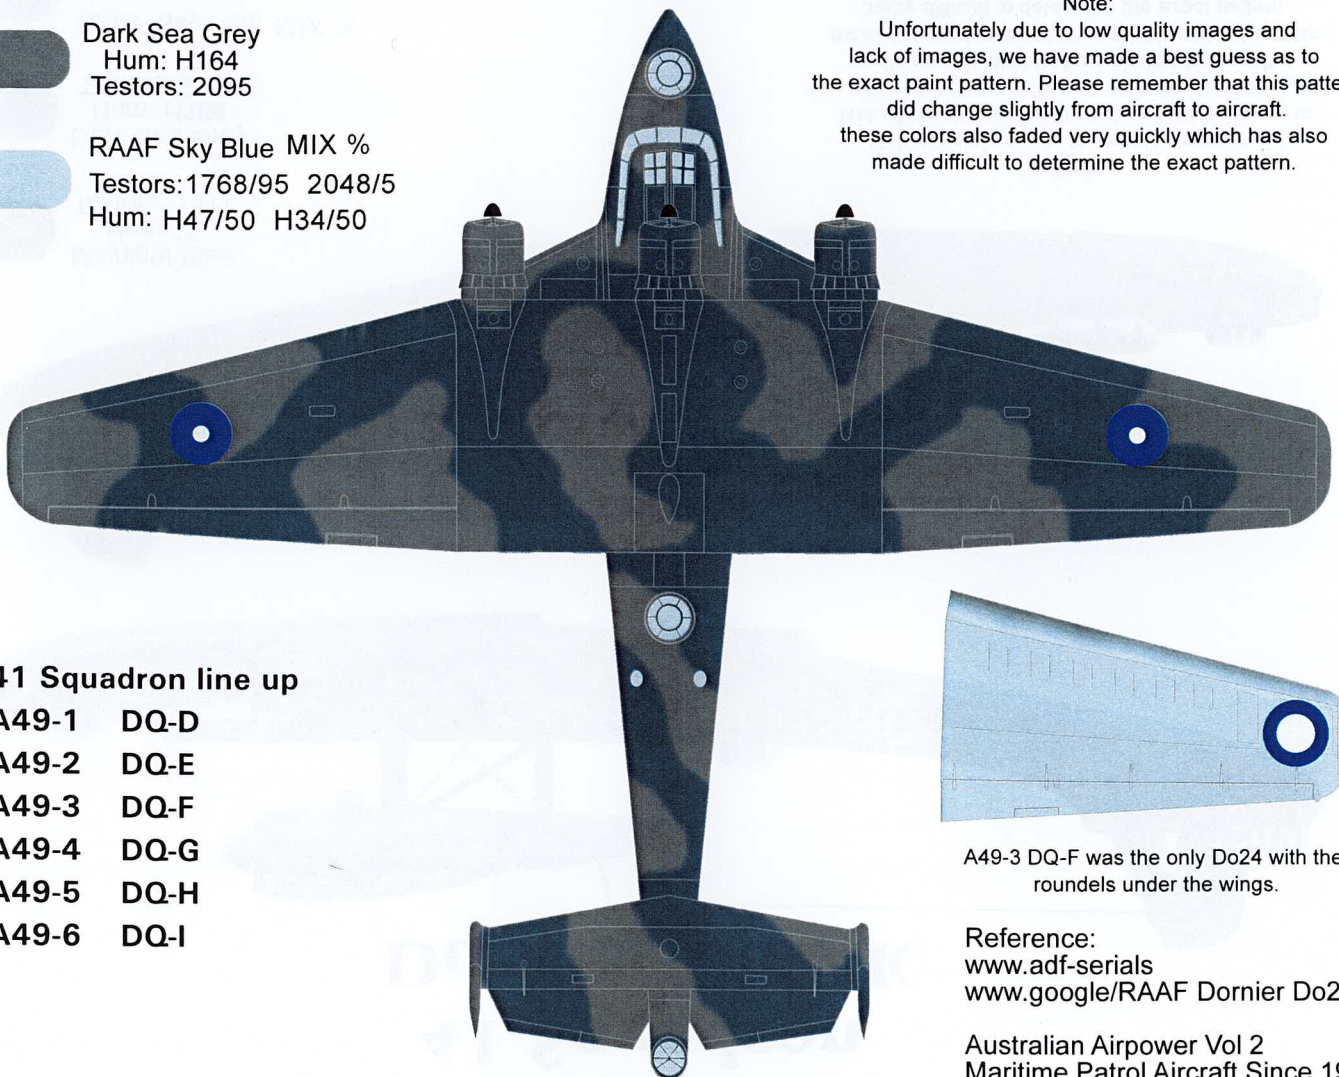 Dark Sea Grey
Hum: H164
Testors: 2095
RAAF Sky Blue MIX %
Testors:1768/95 2048/5
Hum: H47/50 H34/50
Note:
Unfortunately due to low quality images and
lack of images, we have made a best guess as to
the exact paint pattern. Please remember that this patte
did change slightly from aircraft to aircraft.
these colors also faded very quickly which has also
made difficult to determine the exact pattern.
41 Squadron line up
A49-1 DQ-D
A49-2 DQ-E
A49-3 DQ-F
A49-4 DQ-G
A49-5 DQ-H
A49-6 DQ-I
A49-3 DQ-F was the only Do24 with the
roundels under the wings.
Reference:
www.adf-serials
www.google/RAAF Dornier Do2
Australian Airpower Vol 2
Maritime Patrol Aircraft Since 19